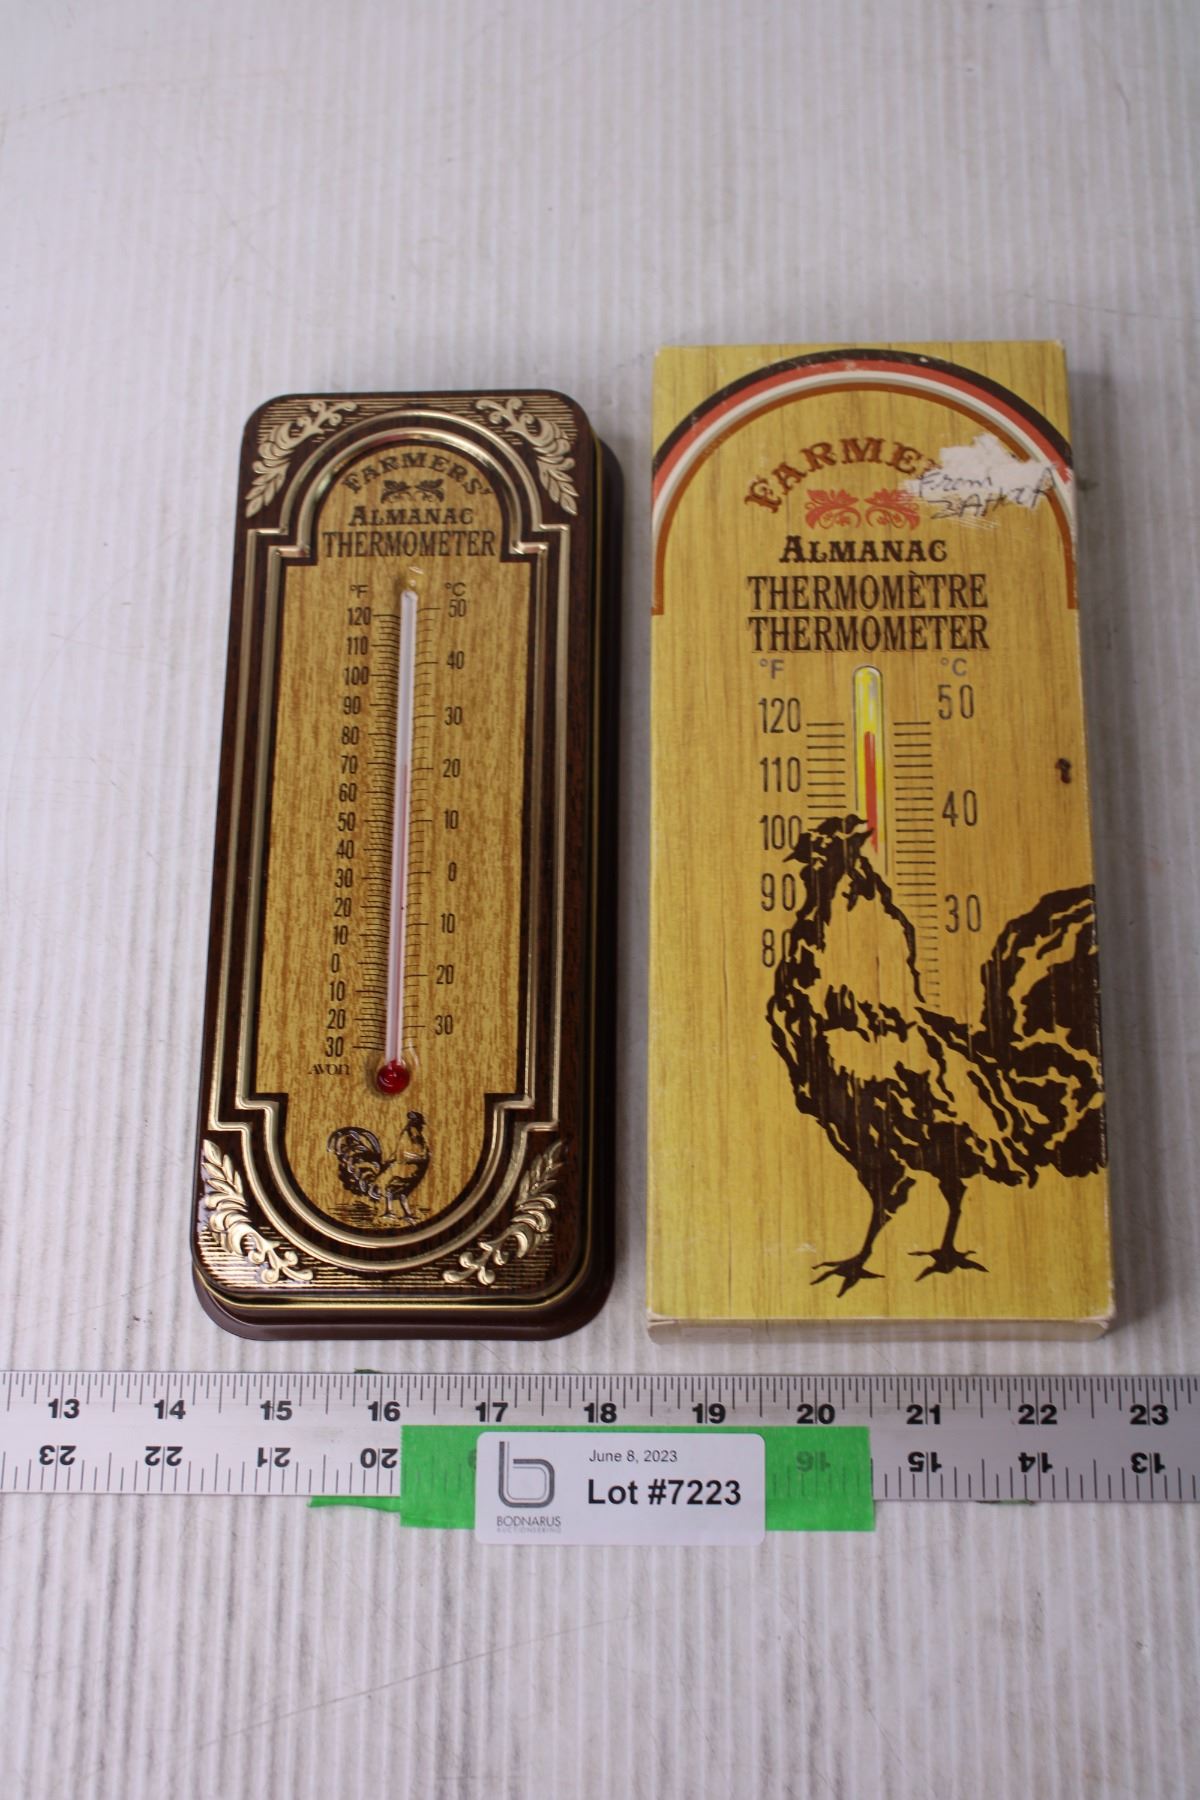 FARMERS'
ALMANAC
THERMOMETER
°F °C
120 50
110
100 40
90
80 30
70 20
60
50 10
40
30 0
20
10 10
0
10 20
20
30 30
AVON
FARME
From
ALMANAC
THERMOMÈTRE
THERMOMETER
°F °C
120 50
110
100 40
90
80 30
13 14 15 16 17 18 19 20 21 22 23
23 22 21 20 16 15 14 13
June 8, 2023
Lot #7223
BODNARUS
AUCTIONEERING